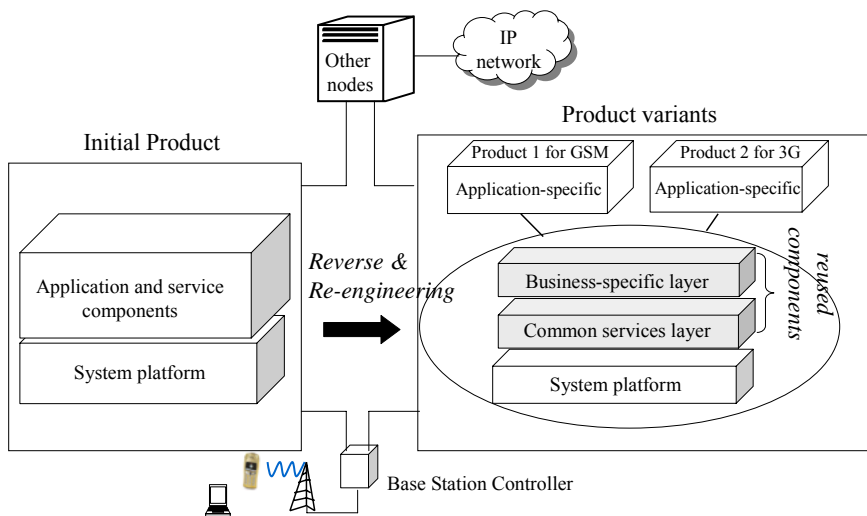 Other
nodes
IP
network
Initial Product
Product variants
Product 1 for GSM
Application-specific
Product 2 for 3G
Application-specific
Application and service
components
System platform
Reverse &
Re-engineering
Business-specific layer
Common services layer
System platform
reused
components
Base Station Controller